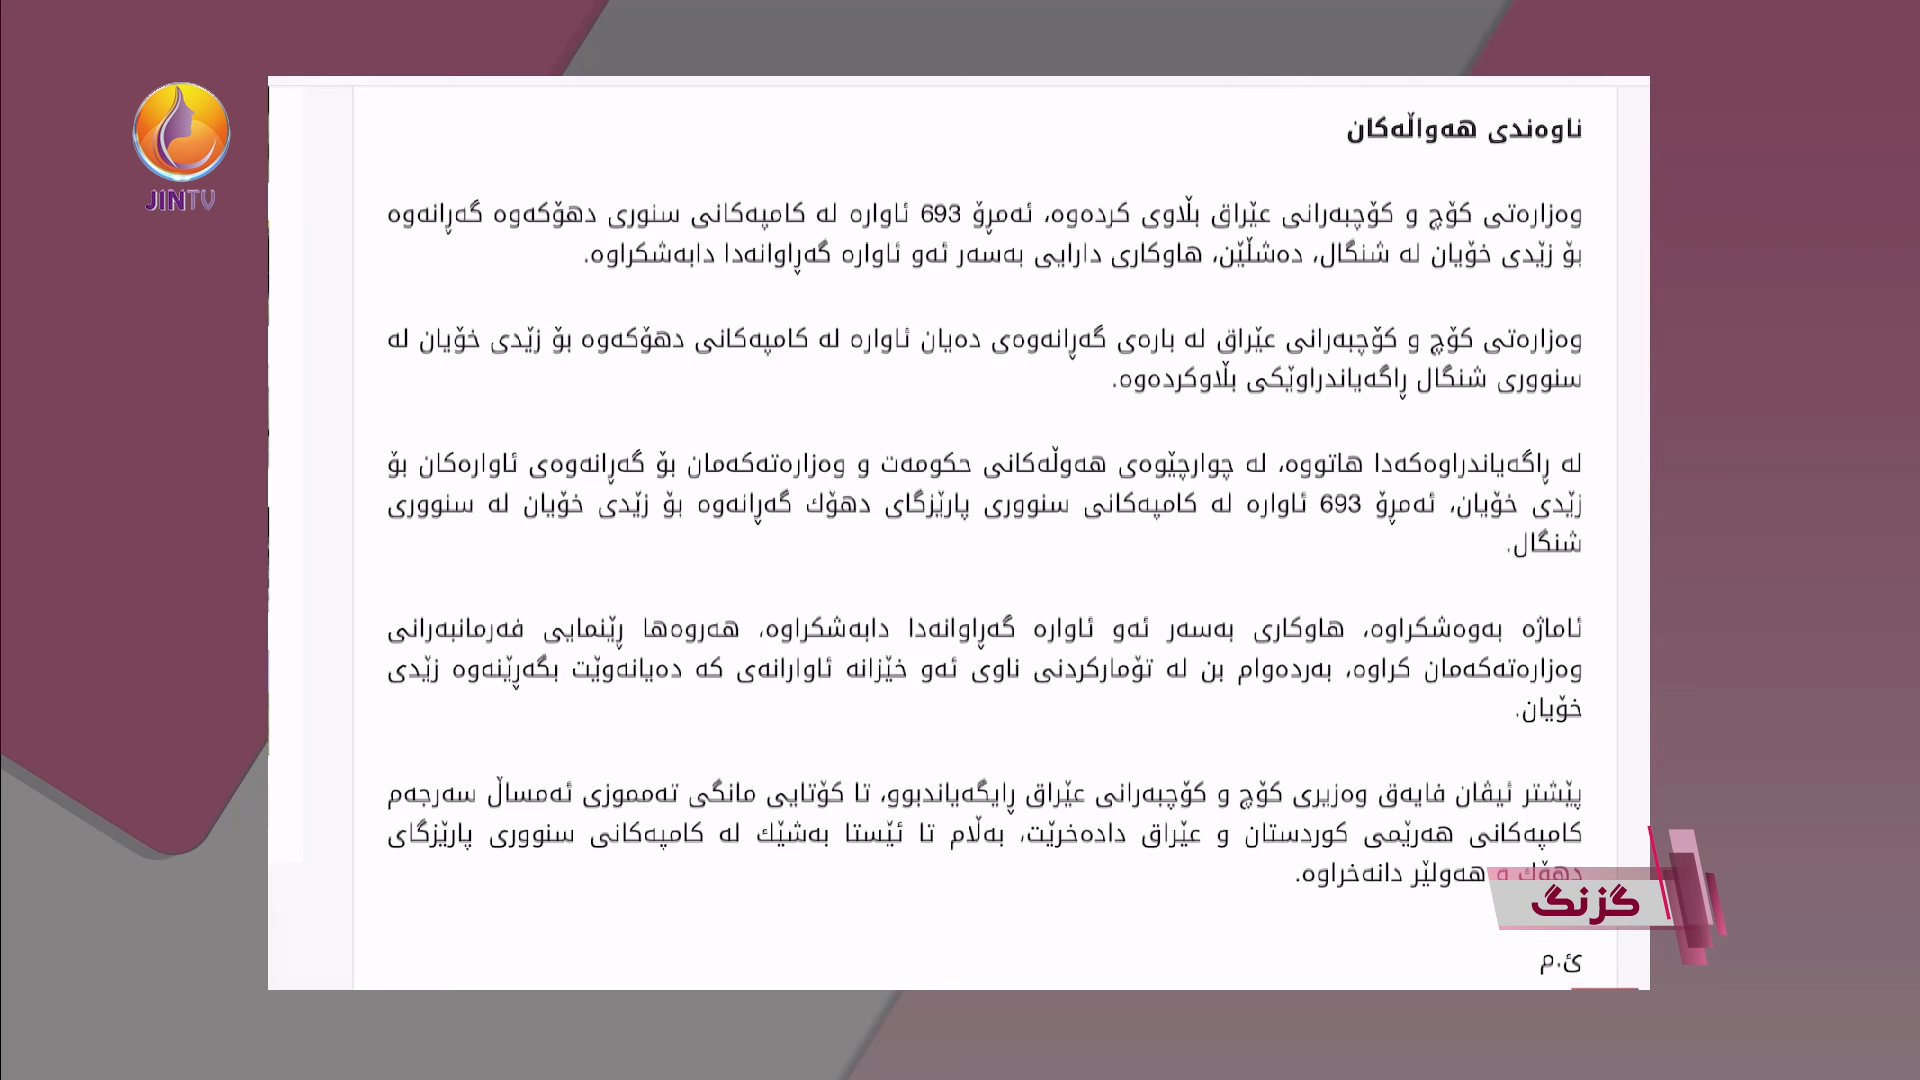 JINTV
ناوەندی هەواڵەکان
وەزارەتی کۆچ و کۆچبەرانی عێراق بڵاوی کردەوە، ئەمڕۆ 693 ئاوارە لە کامپەکانی سنوری دهۆکەوە گەڕانەوە
بۆ زێدی خۆیان لە شنگال، دەشڵێن، هاوکاری دارایی بەسەر ئەو ئاوارە گەڕاوانەدا دابەشکراوە.
وەزارەتی کۆچ و کۆچبەرانی عێراق لە بارەی گەڕانەوەی دەیان ئاوارە لە کامپەکانی دهۆکەوە بۆ زێدی خۆیان لە
سنووری شنگال ڕاگەیاندراوێکی بڵاوکردەوە.
لە ڕاگەیاندراوەکەدا هاتووە، لە چوارچێوەی هەوڵەکانی حکومەت و وەزارەتەکەمان بۆ گەڕانەوەی ئاوارەکان بۆ
زێدی خۆیان، ئەمڕۆ 693 ئاوارە لە کامپەکانی سنووری پارێزگای دهۆك گەڕانەوە بۆ زێدی خۆیان لە سنووری
شنگال.
ئاماژە بەوەشکراوە، هاوکاری بەسەر ئەو ئاوارە گەڕاوانەدا دابەشکراوە، هەروەها ڕێنمایی فەرمانبەرانی
وەزارەتەکەمان کراوە، بەردەوام بن لە تۆمارکردنی ناوی ئەو خێزانە ئاوارانەی کە دەیانەوێت بگەڕێنەوە زێدی
خۆیان.
پێشتر ئیڤان فایەق وەزیری کۆچ و کۆچبەرانی عێراق ڕایگەیاندبوو، تا کۆتایی مانگی تەمموزی ئەمساڵ سەرجەم
کامپەکانی هەرێمی کوردستان و عێراق دادەخرێت، بەڵام تا ئێستا بەشێك لە کامپەکانی سنووری پارێزگای
دهۆك و هەولێر دانەخراوە.
گزنگ
ئ.م